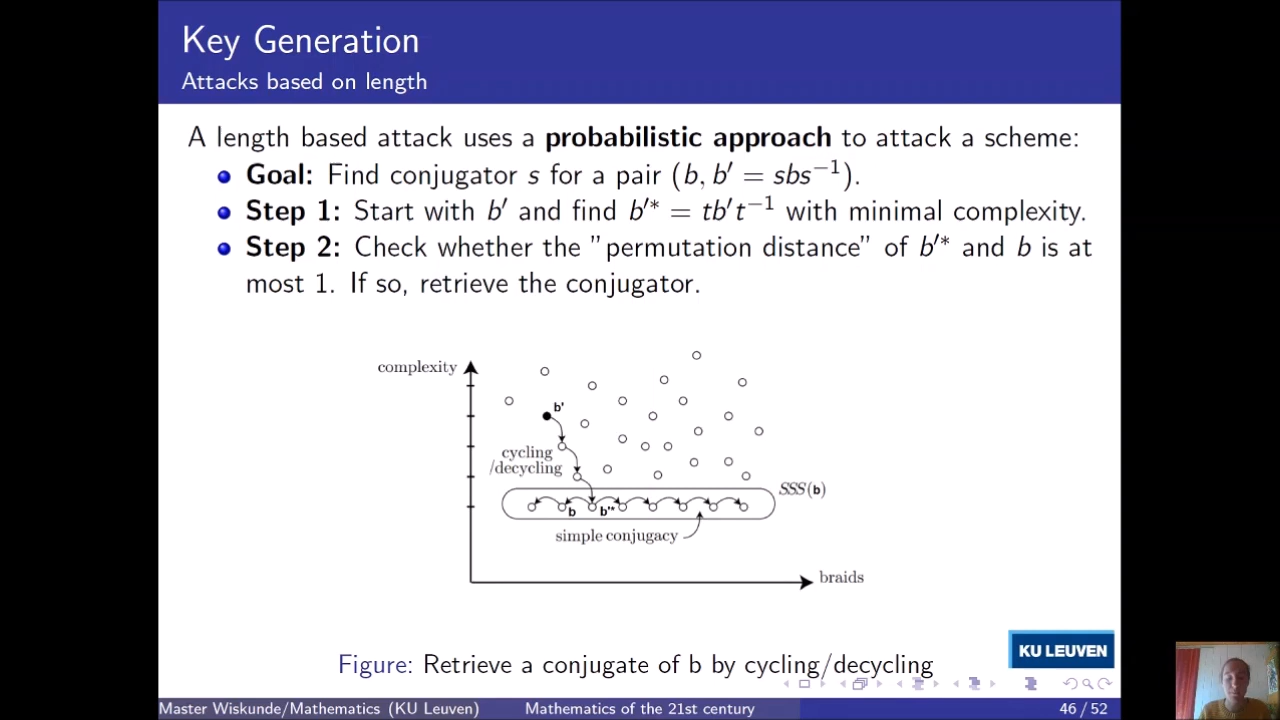 Key Generation
Attacks based on length
A length based attack uses a probabilistic approach to attack a scheme:
Goal: Find conjugator s for a pair (b, b′ = sbs⁻¹).
Step 1: Start with b′ and find b′* = tb′t⁻¹ with minimal complexity.
Step 2: Check whether the ”permutation distance” of b′* and b is at
most 1. If so, retrieve the conjugator.
complexity
b'
cycling
/decycling
SSS(b)
b
b'*
simple conjugacy
braids
KU LEUVEN
Figure: Retrieve a conjugate of b by cycling/decycling
Master Wiskunde/Mathematics (KU Leuven)
Mathematics of the 21st century
46 / 52